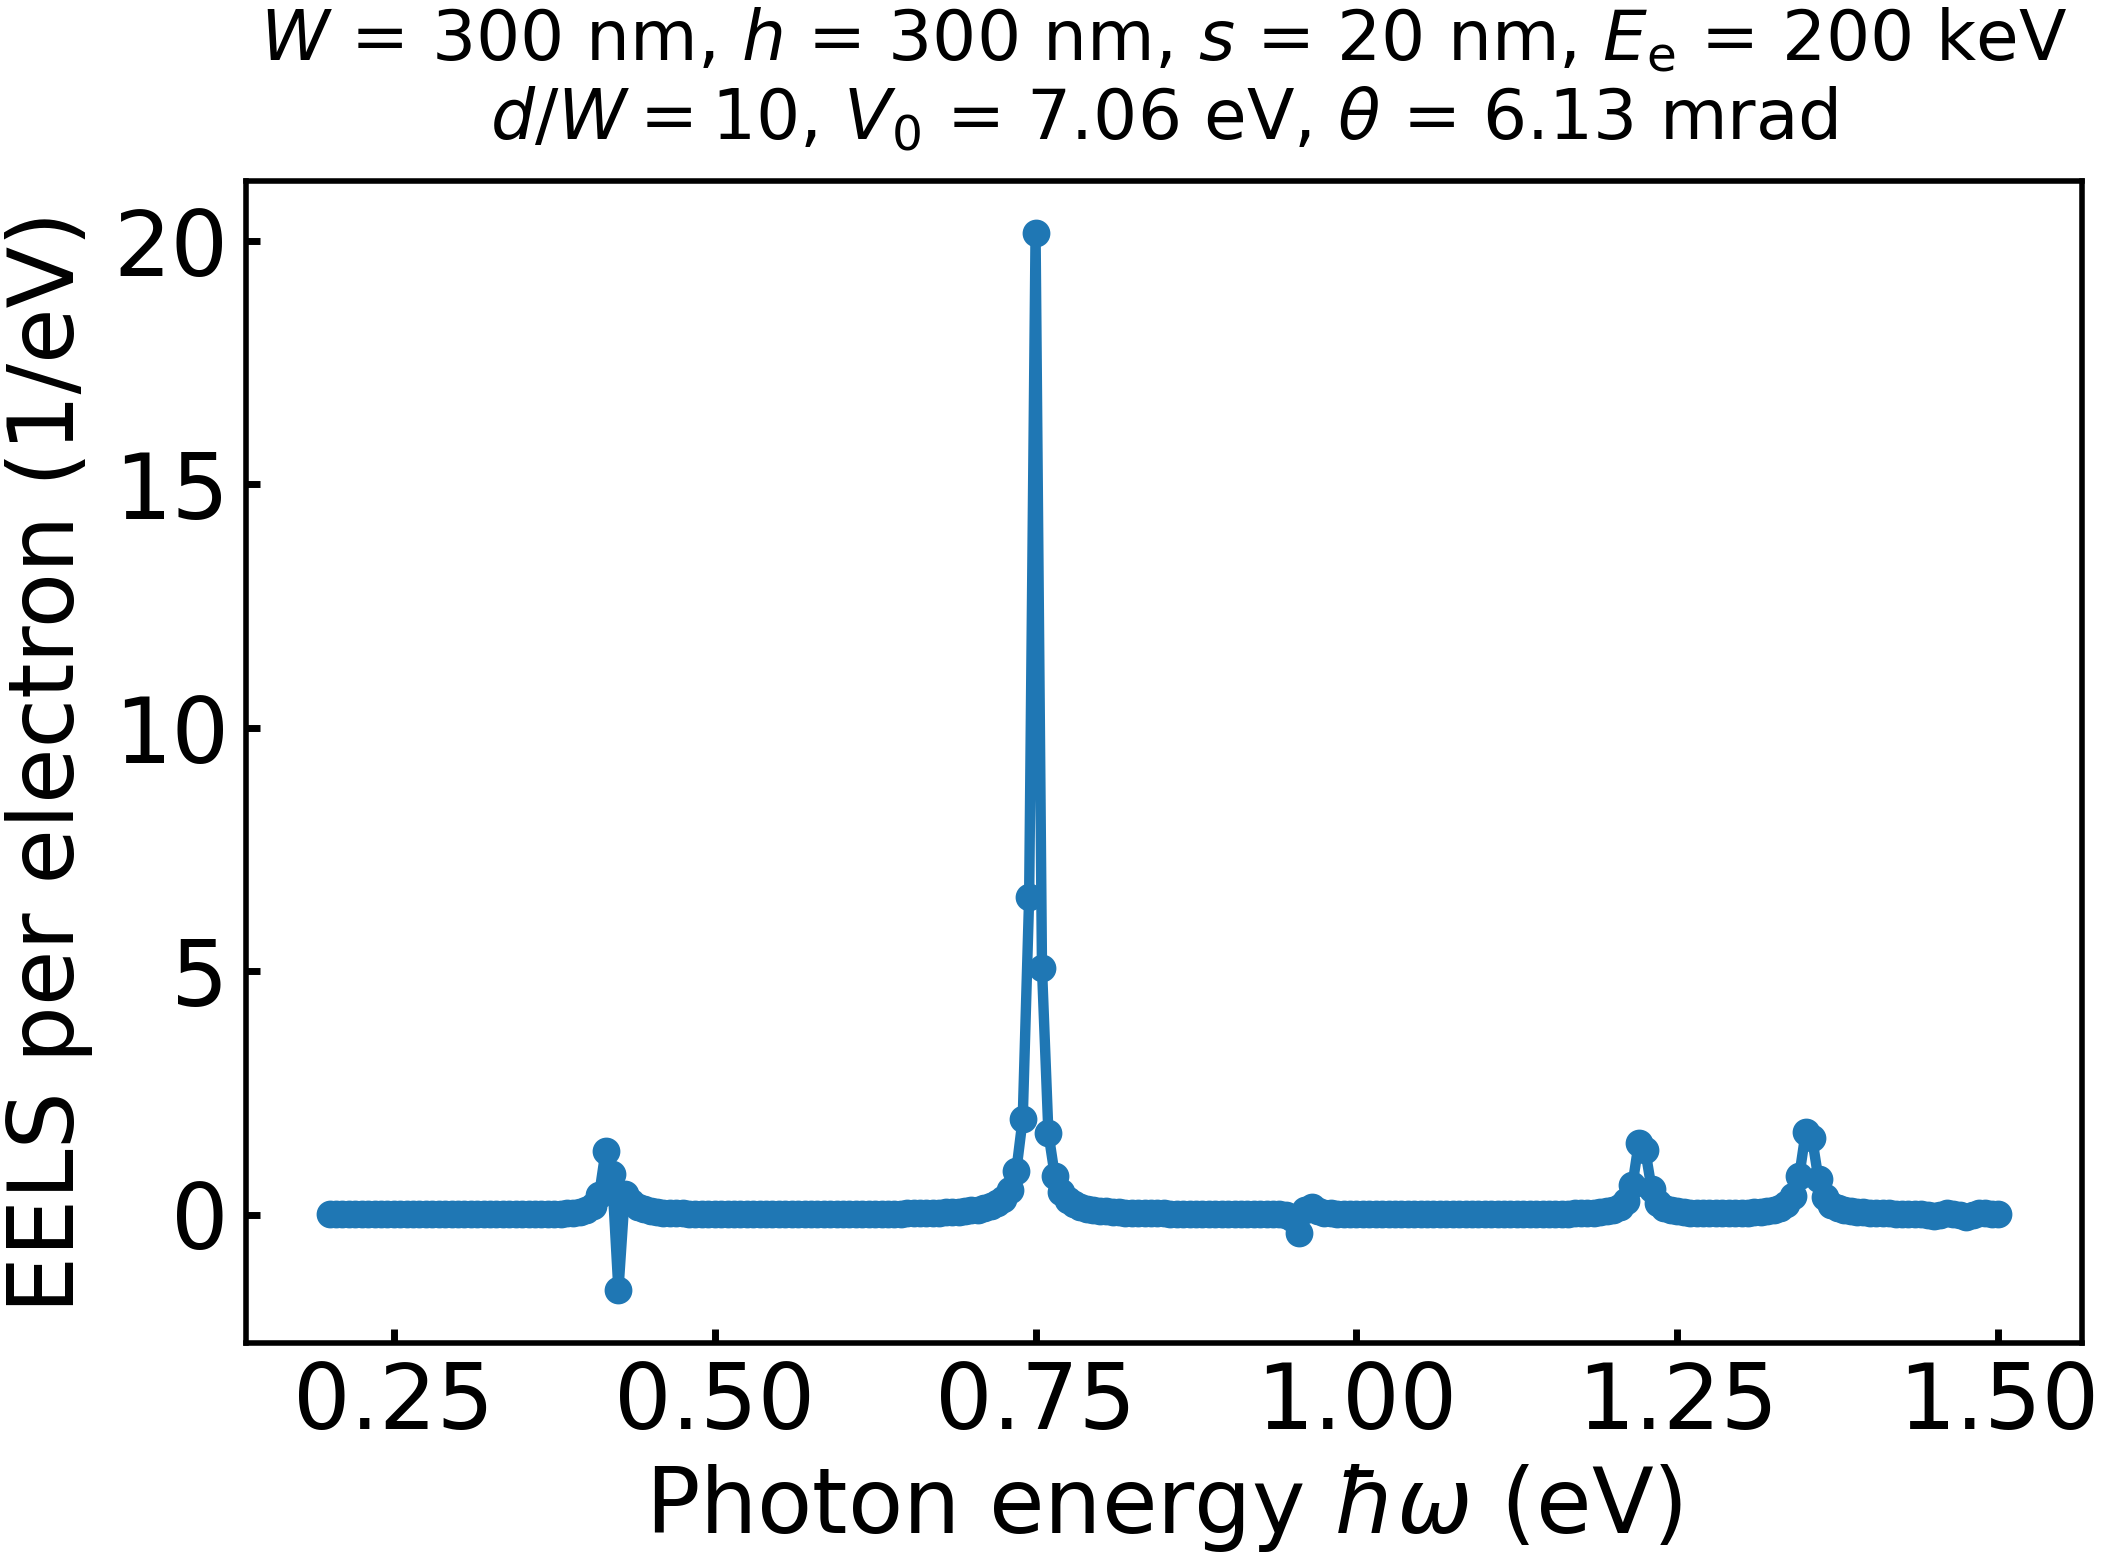 W = 300 nm, h = 300 nm, s = 20 nm, Eₑ = 200 keV
d/W = 10, V₀ = 7.06 eV, θ = 6.13 mrad
EELS per electron (1/eV)
20
15
10
5
0
0.25 0.50 0.75 1.00 1.25 1.50
Photon energy ℏω (eV)